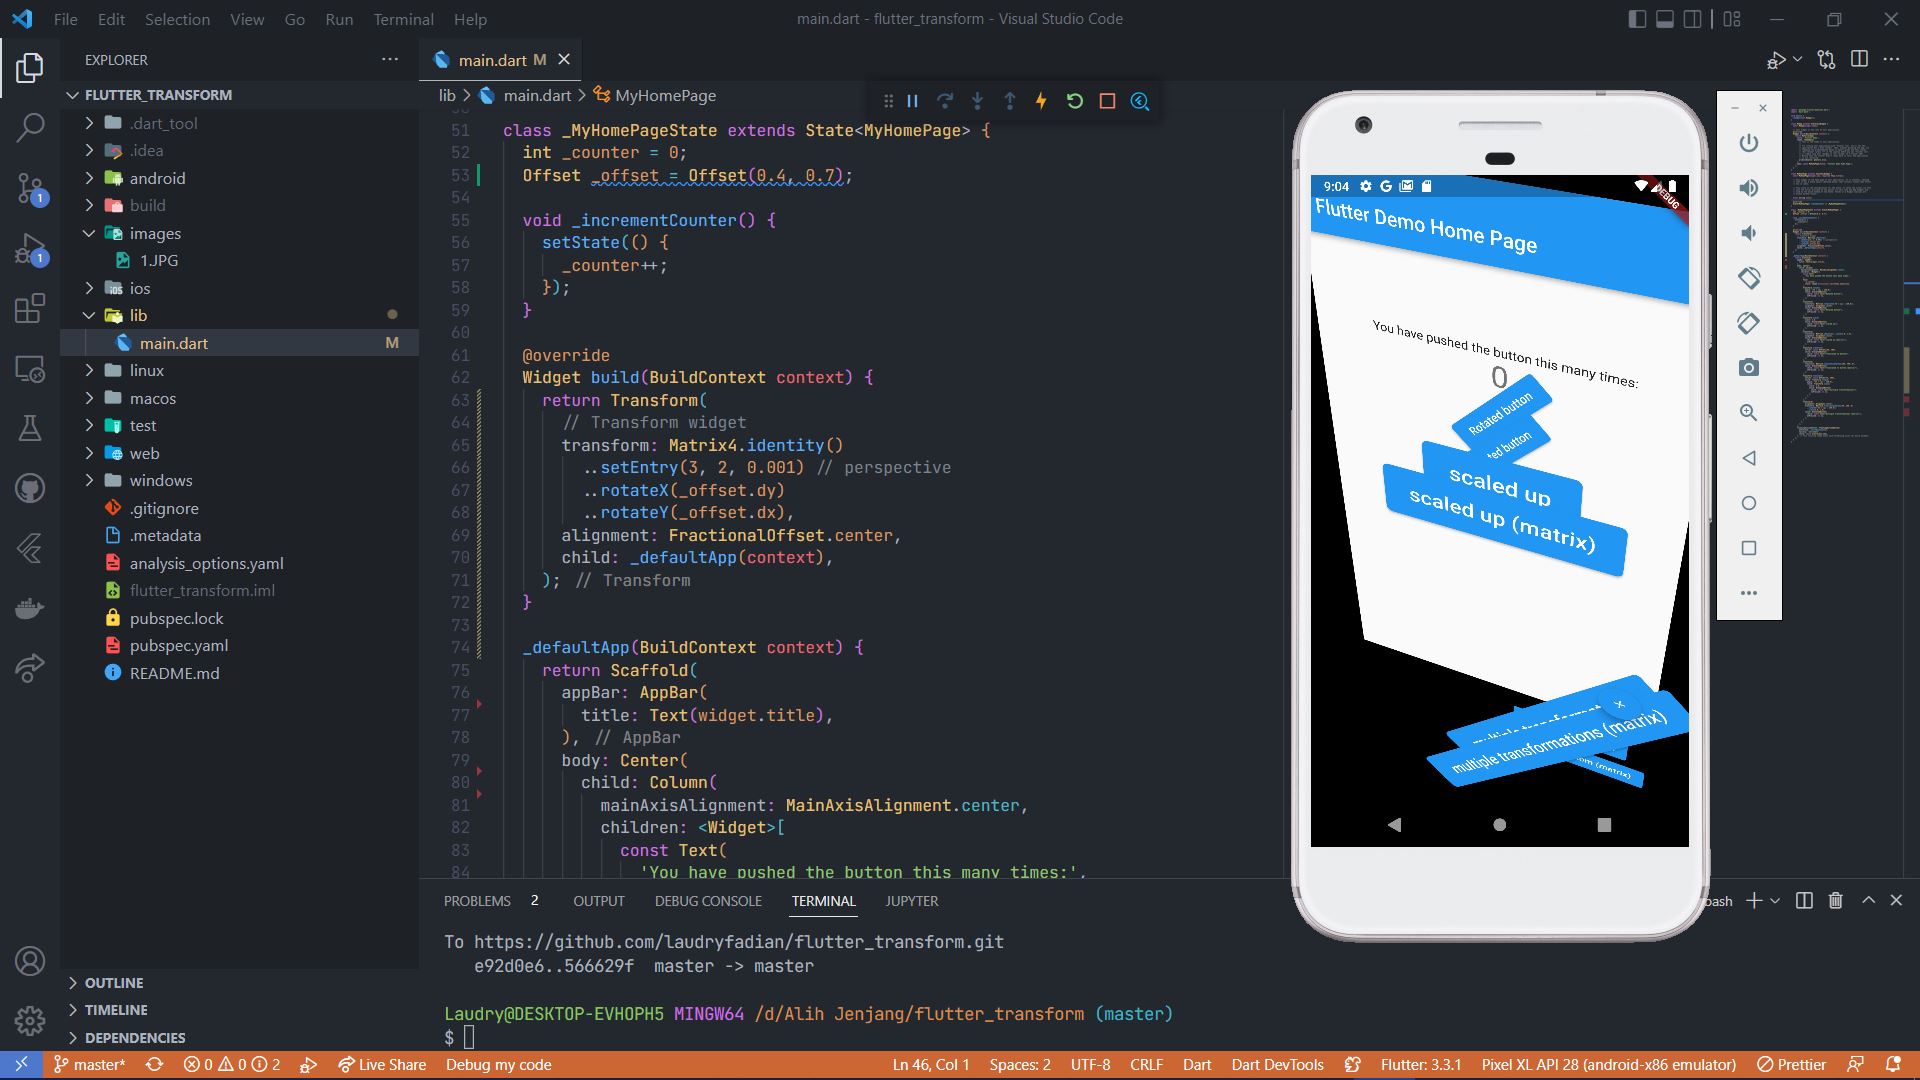 File Edit Selection View Go Run Terminal Help
main.dart - flutter_transform - Visual Studio Code
EXPLORER
FLUTTER_TRANSFORM
.dart_tool
.idea
android
build
images
1.JPG
ios
lib
main.dart M
linux
macos
test
web
windows
.gitignore
.metadata
analysis_options.yaml
flutter_transform.iml
pubspec.lock
pubspec.yaml
README.md
OUTLINE
TIMELINE
DEPENDENCIES
1
1
main.dart M
lib > main.dart > MyHomePage
51 class _MyHomePageState extends State<MyHomePage> {
52 int _counter = 0;
53 Offset _offset = Offset(0.4, 0.7);
54
55 void _incrementCounter() {
56 setState(() {
57 _counter++;
58 });
59 }
60
61 @override
62 Widget build(BuildContext context) {
63 return Transform(
64 // Transform widget
65 transform: Matrix4.identity()
66 ..setEntry(3, 2, 0.001) // perspective
67 ..rotateX(_offset.dy)
68 ..rotateY(_offset.dx),
69 alignment: FractionalOffset.center,
70 child: _defaultApp(context),
71 ); // Transform
72 }
73
74 _defaultApp(BuildContext context) {
75 return Scaffold(
76 appBar: AppBar(
77 title: Text(widget.title),
78 ), // AppBar
79 body: Center(
80 child: Column(
81 mainAxisAlignment: MainAxisAlignment.center,
82 children: <Widget>[
83 const Text(
84 'You have pushed the button this many times:',
9:04
DEBUG
Flutter Demo Home Page
You have pushed the button this many times:
0
Rotated button
ted button
scaled up
scaled up (matrix)
multiple transformations (matrix)
(matrix)
PROBLEMS 2 OUTPUT DEBUG CONSOLE TERMINAL JUPYTER
bash
To https://github.com/laudryfadian/flutter_transform.git
e92d0e6..566629f master -> master
Laudry@DESKTOP-EVHOPH5 MINGW64 /d/Alih Jenjang/flutter_transform (master)
$
master* 0 0 2 Live Share Debug my code Ln 46, Col 1 Spaces: 2 UTF-8 CRLF Dart Dart DevTools Flutter: 3.3.1 Pixel XL API 28 (android-x86 emulator) Prettier